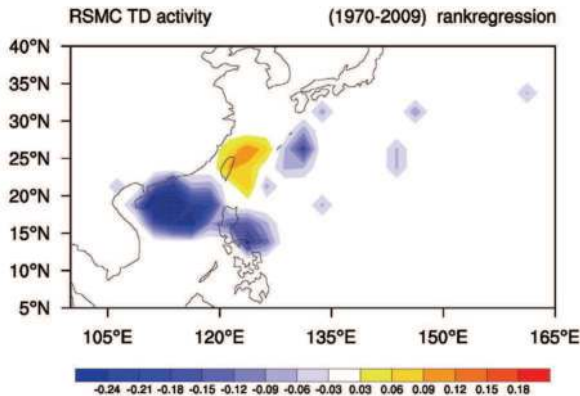 RSMC TD activity (1970-2009) rankregression
40°N
35°N
30°N
25°N
20°N
15°N
10°N
5°N
105°E 120°E 135°E 150°E 165°E
-0.24 -0.21 -0.18 -0.15 -0.12 -0.09 -0.06 -0.03 0.03 0.06 0.09 0.12 0.15 0.18